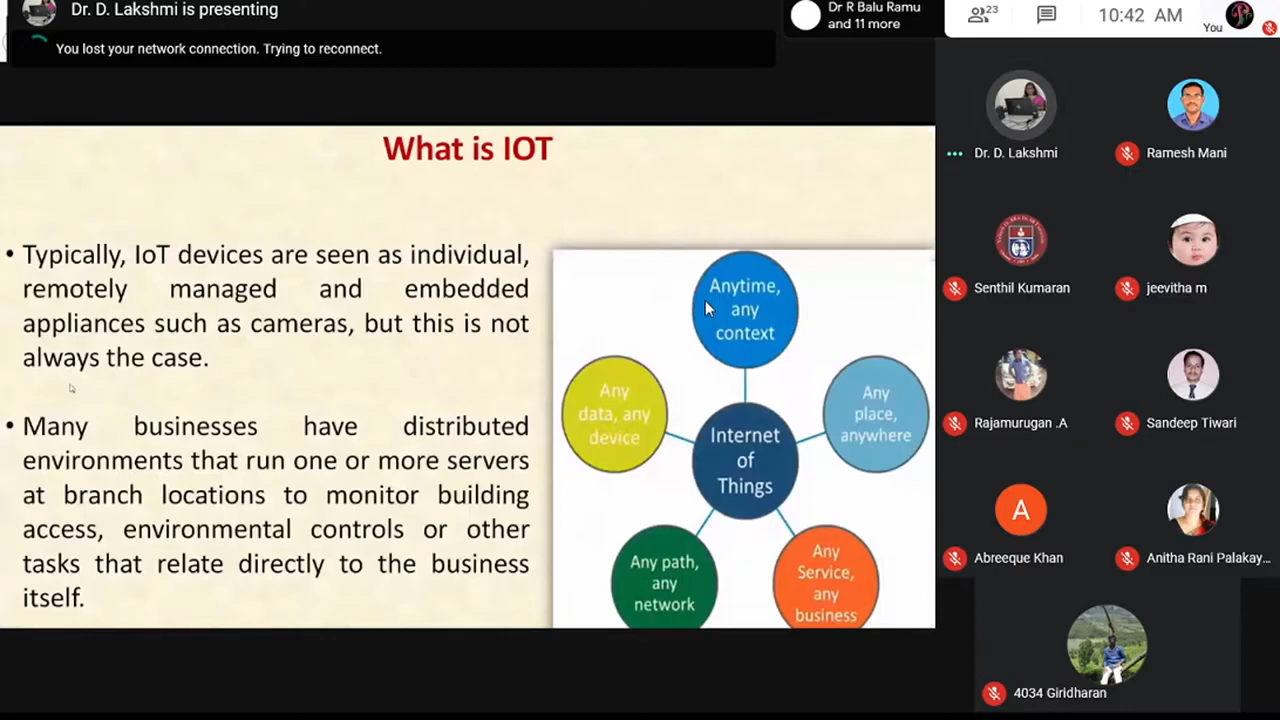 Dr. D. Lakshmi is presenting
You lost your network connection. Trying to reconnect.
Dr R Balu Ramu
and 11 more
23
10:42 AM
You
What is IOT
• Typically, IoT devices are seen as individual,
remotely managed and embedded
appliances such as cameras, but this is not
always the case.
• Many businesses have distributed
environments that run one or more servers
at branch locations to monitor building
access, environmental controls or other
tasks that relate directly to the business
itself.
Anytime,
any
context
Any
data, any
device
Any
place,
anywhere
Internet
of
Things
Any path,
any
network
Any
Service,
any
business
Dr. D. Lakshmi
Ramesh Mani
Senthil Kumaran
jeevitha m
Rajamurugan .A
Sandeep Tiwari
A
Abreeque Khan
Anitha Rani Palakay...
4034 Giridharan